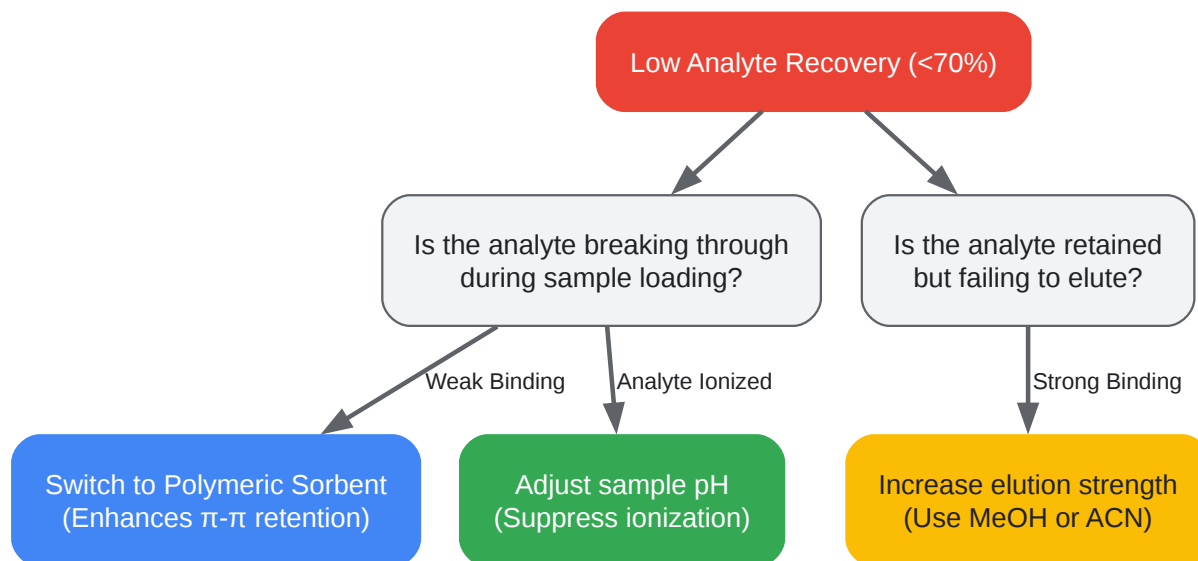 Low Analyte Recovery (<70%)
Is the analyte breaking through
during sample loading?
Is the analyte retained
but failing to elute?
Weak Binding
Analyte Ionized
Strong Binding
Switch to Polymeric Sorbent
(Enhances π-π retention)
Adjust sample pH
(Suppress ionization)
Increase elution strength
(Use MeOH or ACN)